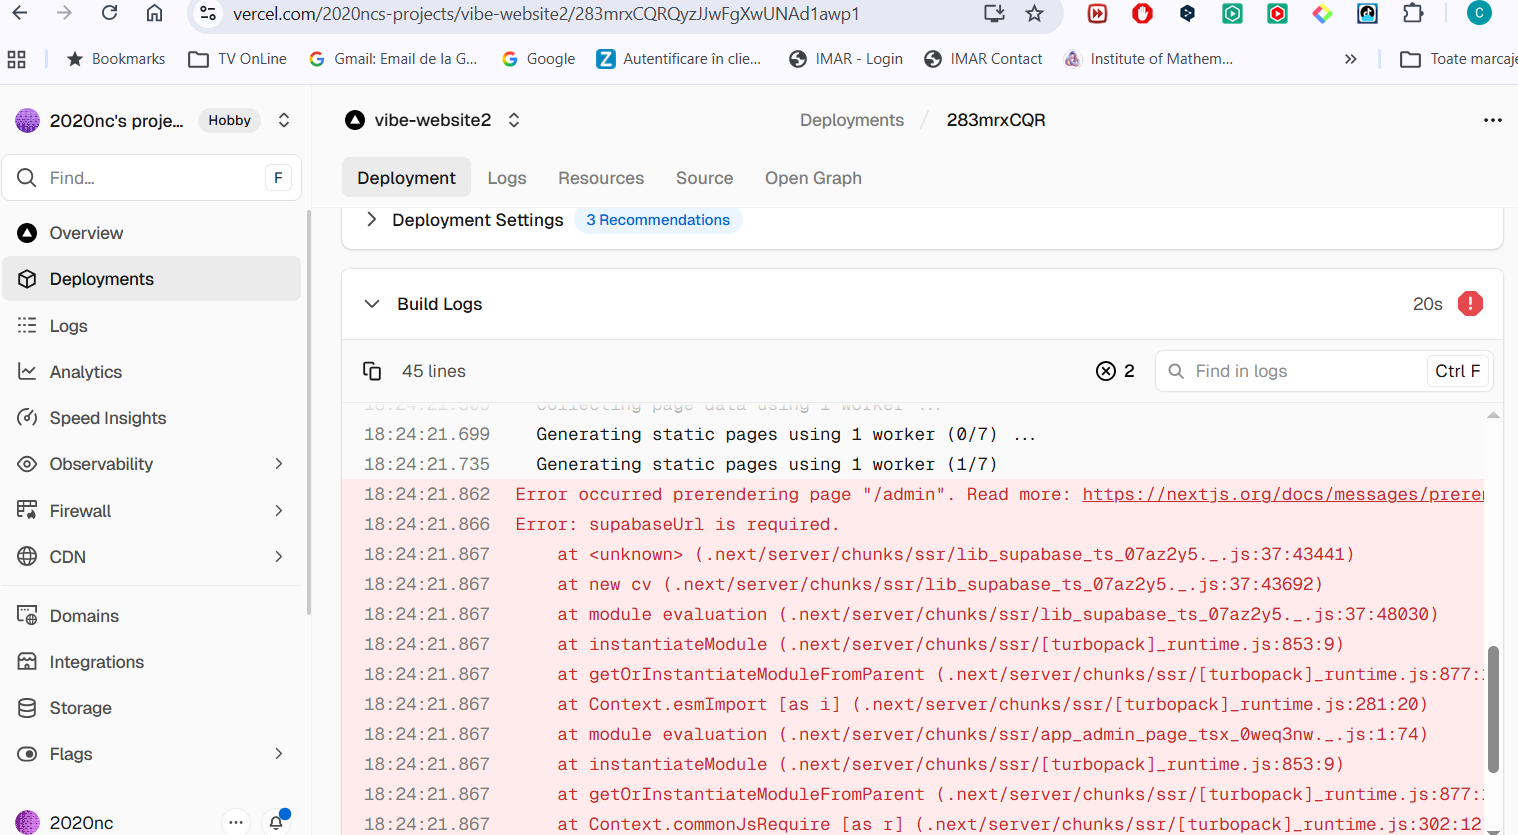 vercel.com/2020ncs-projects/vibe-website2/283mrxCQRQyzJJwFgXwUNAd1awp1
C
Bookmarks TV OnLine Gmail: Email de la G... Google Autentificare în clie... IMAR - Login IMAR Contact Institute of Mathem... » Toate marcaje
2020nc's proje... Hobby
vibe-website2
Deployments / 283mrxCQR
Find... F
Deployment Logs Resources Source Open Graph
Deployment Settings 3 Recommendations
Overview
Deployments
Logs
Analytics
Speed Insights
Observability
Firewall
CDN
Domains
Integrations
Storage
Flags
2020nc
Build Logs 20s
45 lines 2 Find in logs Ctrl F
Collecting page data using 1 worker ...
18:24:21.699 Generating static pages using 1 worker (0/7) ...
18:24:21.735 Generating static pages using 1 worker (1/7)
18:24:21.862 Error occurred prerendering page "/admin". Read more: https://nextjs.org/docs/messages/prerer
18:24:21.866 Error: supabaseUrl is required.
18:24:21.867 at <unknown> (.next/server/chunks/ssr/lib_supabase_ts_07az2y5._.js:37:43441)
18:24:21.867 at new cv (.next/server/chunks/ssr/lib_supabase_ts_07az2y5._.js:37:43692)
18:24:21.867 at module evaluation (.next/server/chunks/ssr/lib_supabase_ts_07az2y5._.js:37:48030)
18:24:21.867 at instantiateModule (.next/server/chunks/ssr/[turbopack]_runtime.js:853:9)
18:24:21.867 at getOrInstantiateModuleFromParent (.next/server/chunks/ssr/[turbopack]_runtime.js:877:
18:24:21.867 at Context.esmImport [as i] (.next/server/chunks/ssr/[turbopack]_runtime.js:281:20)
18:24:21.867 at module evaluation (.next/server/chunks/ssr/app_admin_page_tsx_0weq3nw._.js:1:74)
18:24:21.867 at instantiateModule (.next/server/chunks/ssr/[turbopack]_runtime.js:853:9)
18:24:21.867 at getOrInstantiateModuleFromParent (.next/server/chunks/ssr/[turbopack]_runtime.js:877:
18:24:21.867 at Context.commonJsRequire [as r] (.next/server/chunks/ssr/[turbopack]_runtime.js:302:12